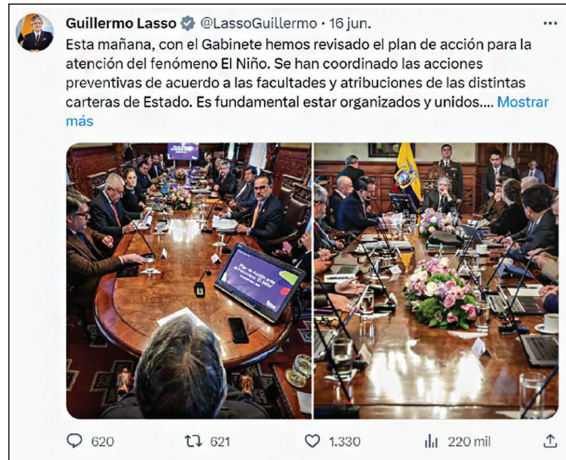 Guillermo Lasso @LassoGuillermo · 16 jun.
Esta mañana, con el Gabinete hemos revisado el plan de acción para la
atención del fenómeno El Niño. Se han coordinado las acciones
preventivas de acuerdo a las facultades y atribuciones de las distintas
carteras de Estado. Es fundamental estar organizados y unidos.... Mostrar
más
620 621 1.330 220 mil